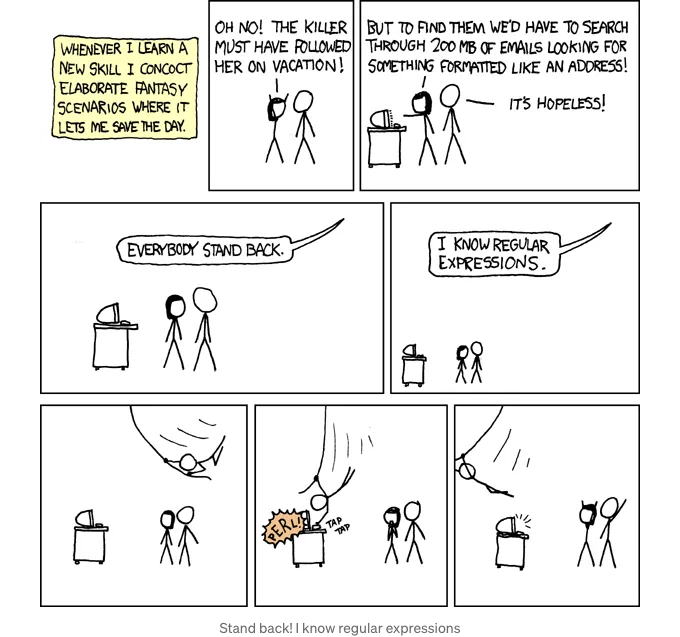 WHENEVER I LEARN A
NEW SKILL I CONCOCT
ELABORATE FANTASY
SCENARIOS WHERE IT
LETS ME SAVE THE DAY.
OH NO! THE KILLER
MUST HAVE FOLLOWED
HER ON VACATION!
BUT TO FIND THEM WE'D HAVE TO SEARCH
THROUGH 200 MB OF EMAILS LOOKING FOR
SOMETHING FORMATTED LIKE AN ADDRESS!
IT'S HOPELESS!
EVERYBODY STAND BACK.
I KNOW REGULAR
EXPRESSIONS.
PERL!
TAP
TAP
Stand back! I know regular expressions